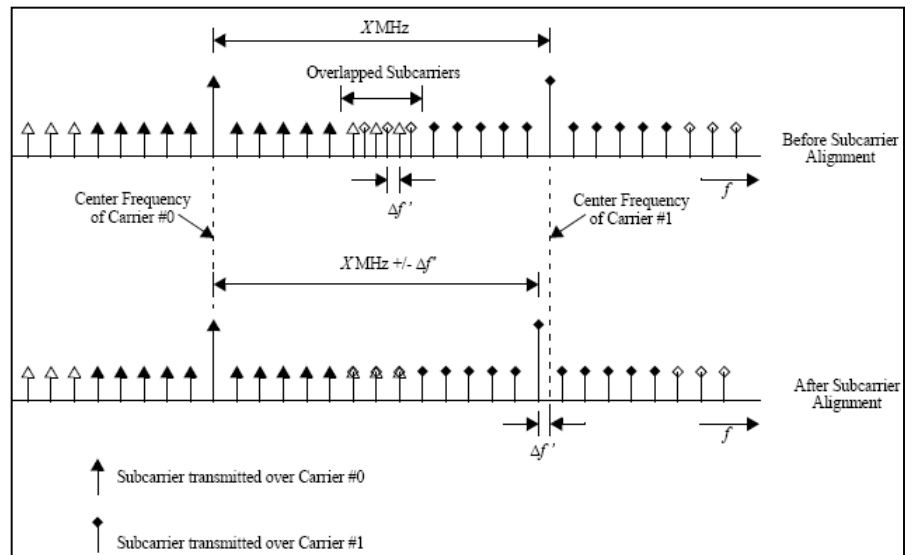 X MHz
Overlapped Subcarriers
Before Subcarrier
Alignment
f
Δf '
Center Frequency
of Carrier #0
Center Frequency
of Carrier #1
X MHz +/- Δf'
After Subcarrier
Alignment
f
Δf '
Subcarrier transmitted over Carrier #0
Subcarrier transmitted over Carrier #1